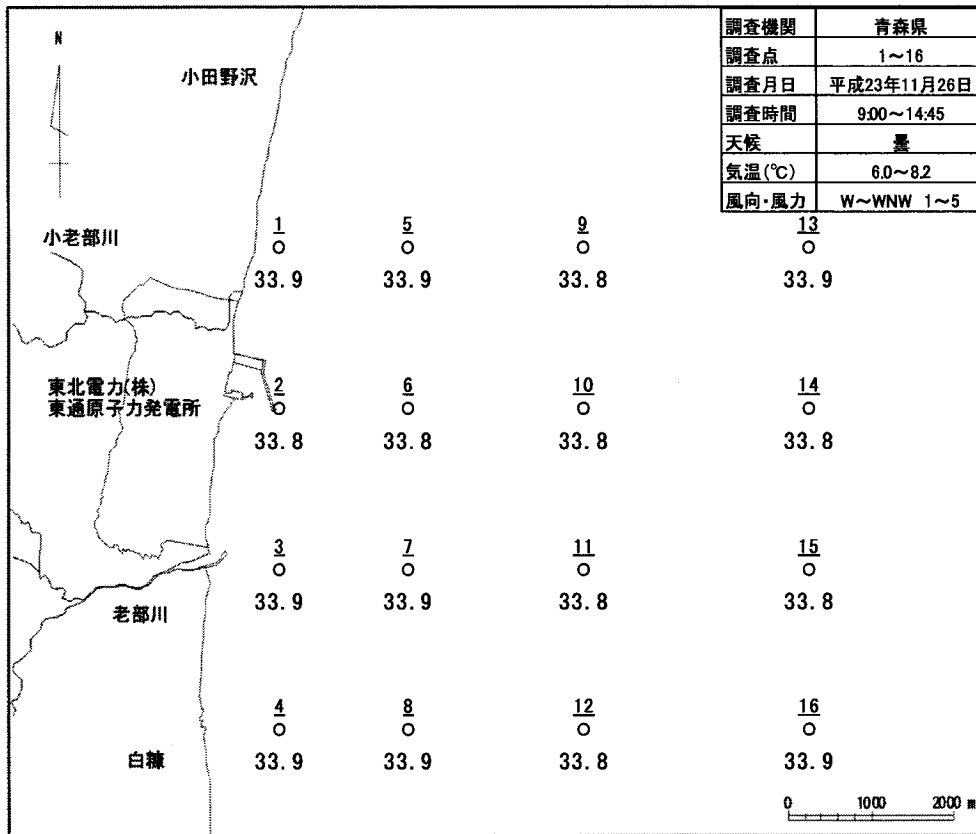 N
小田野沢
調査機関 青森県
調査点 1～16
調査月日 平成23年11月26日
調査時間 9:00～14:45
天候 曇
気温(℃) 6.0～8.2
風向・風力 W～WNW 1～5
小老部川
1 5 9 13
33.9 33.9 33.8 33.9
東北電力(株)
東通原子力発電所
2 6 10 14
33.8 33.8 33.8 33.8
3 7 11 15
33.9 33.9 33.8 33.8
老部川
4 8 12 16
33.9 33.9 33.8 33.9
白糠
0 1000 2000 m